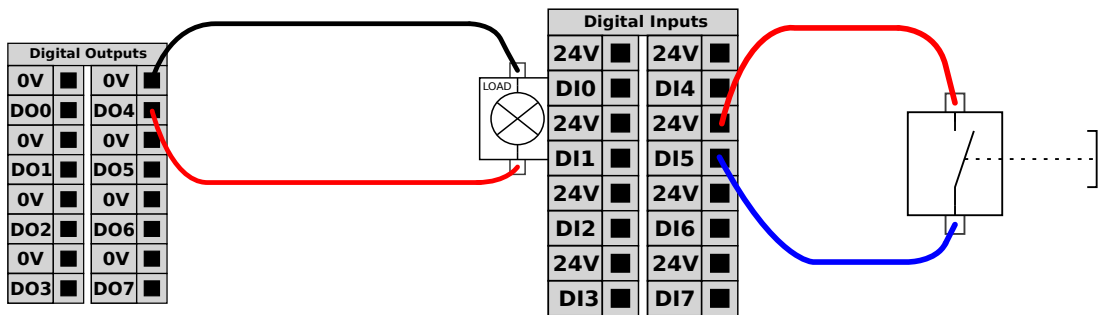 Digital Outputs
0V 0V
DO0 DO4
0V 0V
DO1 DO5
0V 0V
DO2 DO6
0V 0V
DO3 DO7
LOAD
Digital Inputs
24V 24V
DI0 DI4
24V 24V
DI1 DI5
24V 24V
DI2 DI6
24V 24V
DI3 DI7